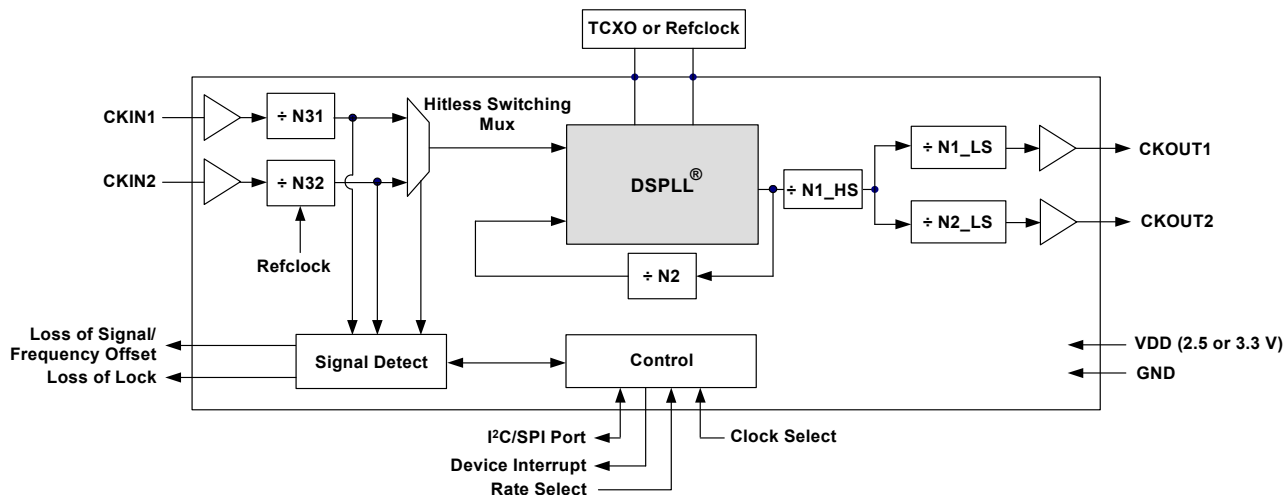 TCXO or Refclock
CKIN1
÷ N31
Hitless Switching
Mux
CKIN2
÷ N32
Refclock
DSPLL®
÷ N1_HS
÷ N1_LS
CKOUT1
÷ N2_LS
CKOUT2
÷ N2
Loss of Signal/
Frequency Offset
Loss of Lock
Signal Detect
Control
VDD (2.5 or 3.3 V)
GND
I²C/SPI Port
Clock Select
Device Interrupt
Rate Select